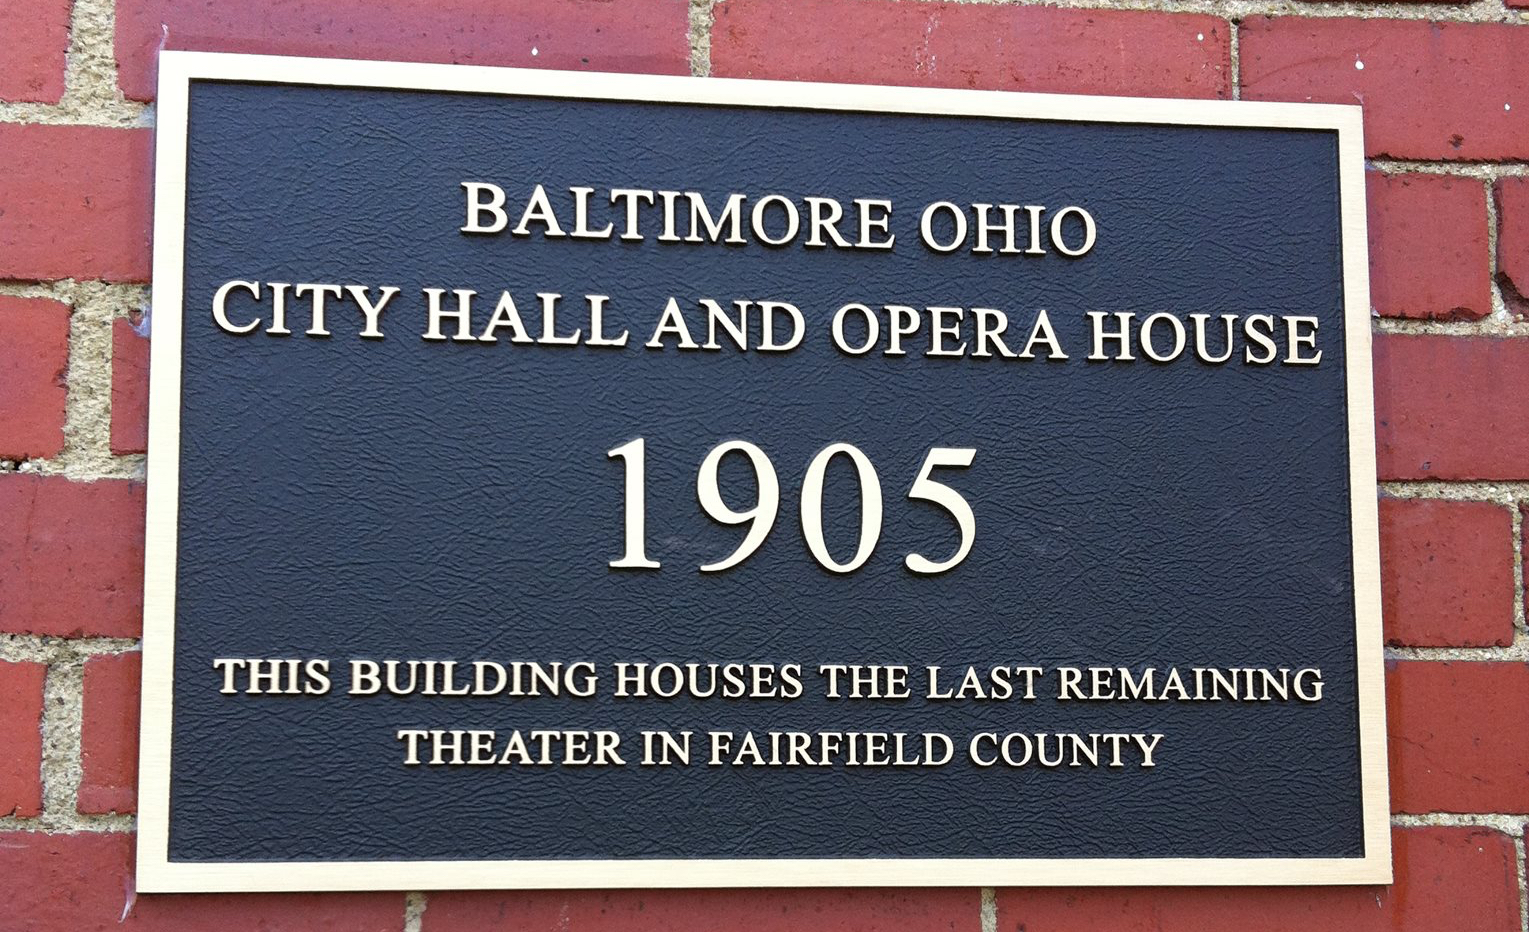 BALTIMORE OHIO
CITY HALL AND OPERA HOUSE
1905
THIS BUILDING HOUSES THE LAST REMAINING
THEATER IN FAIRFIELD COUNTY